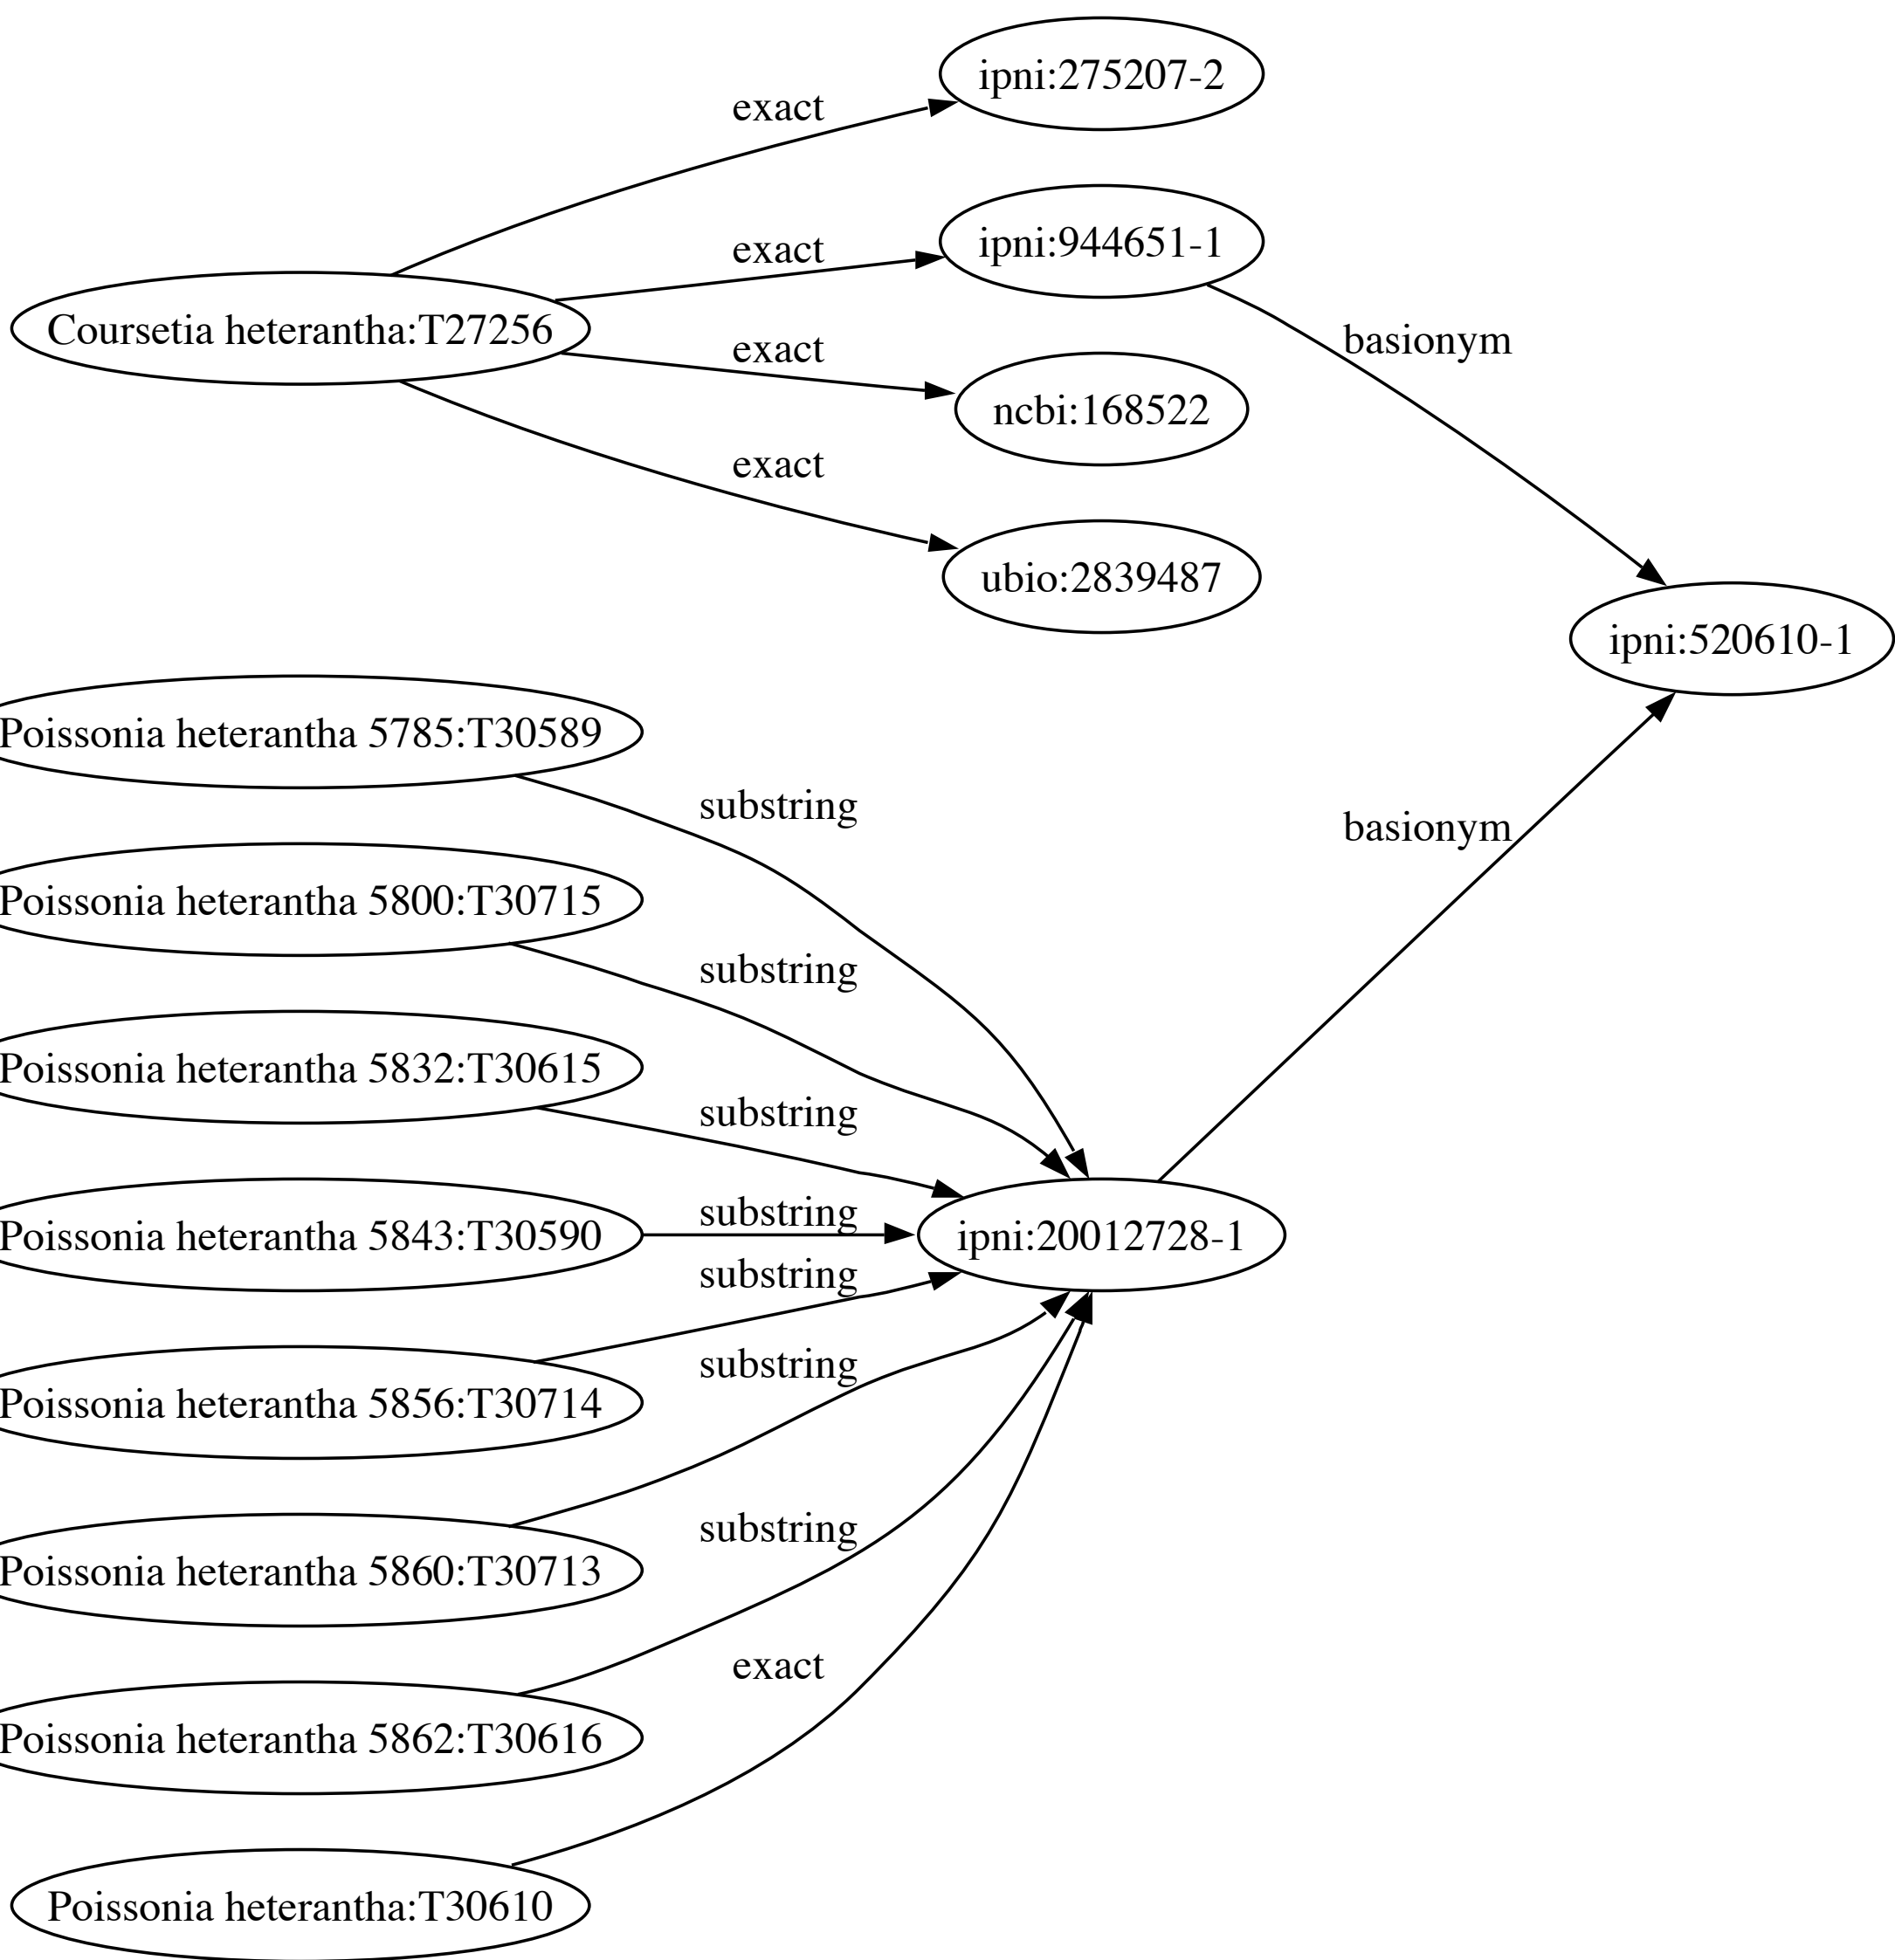 ipni:275207-2
exact
exact
ipni:944651-1
Coursetia heterantha:T27256
basionym
exact
ncbi:168522
exact
ubio:2839487
ipni:520610-1
Poissonia heterantha 5785:T30589
substring
basionym
Poissonia heterantha 5800:T30715
substring
Poissonia heterantha 5832:T30615
substring
substring
Poissonia heterantha 5843:T30590
ipni:20012728-1
substring
substring
Poissonia heterantha 5856:T30714
substring
Poissonia heterantha 5860:T30713
exact
Poissonia heterantha 5862:T30616
Poissonia heterantha:T30610